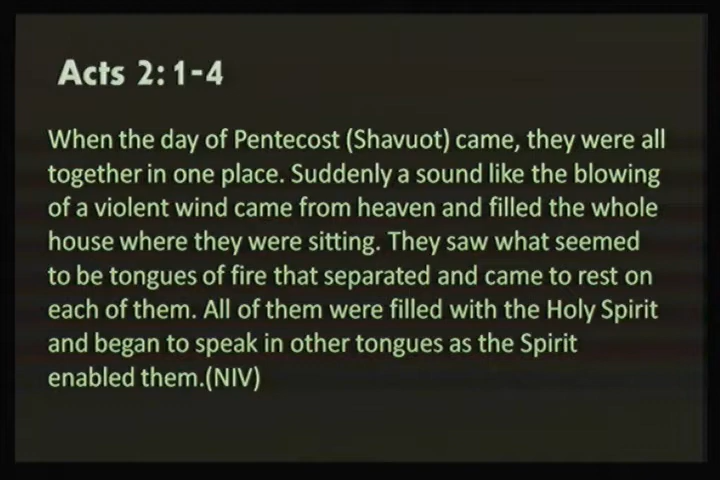 Acts 2:1-4
When the day of Pentecost (Shavuot) came, they were all
together in one place. Suddenly a sound like the blowing
of a violent wind came from heaven and filled the whole
house where they were sitting. They saw what seemed
to be tongues of fire that separated and came to rest on
each of them. All of them were filled with the Holy Spirit
and began to speak in other tongues as the Spirit
enabled them.(NIV)